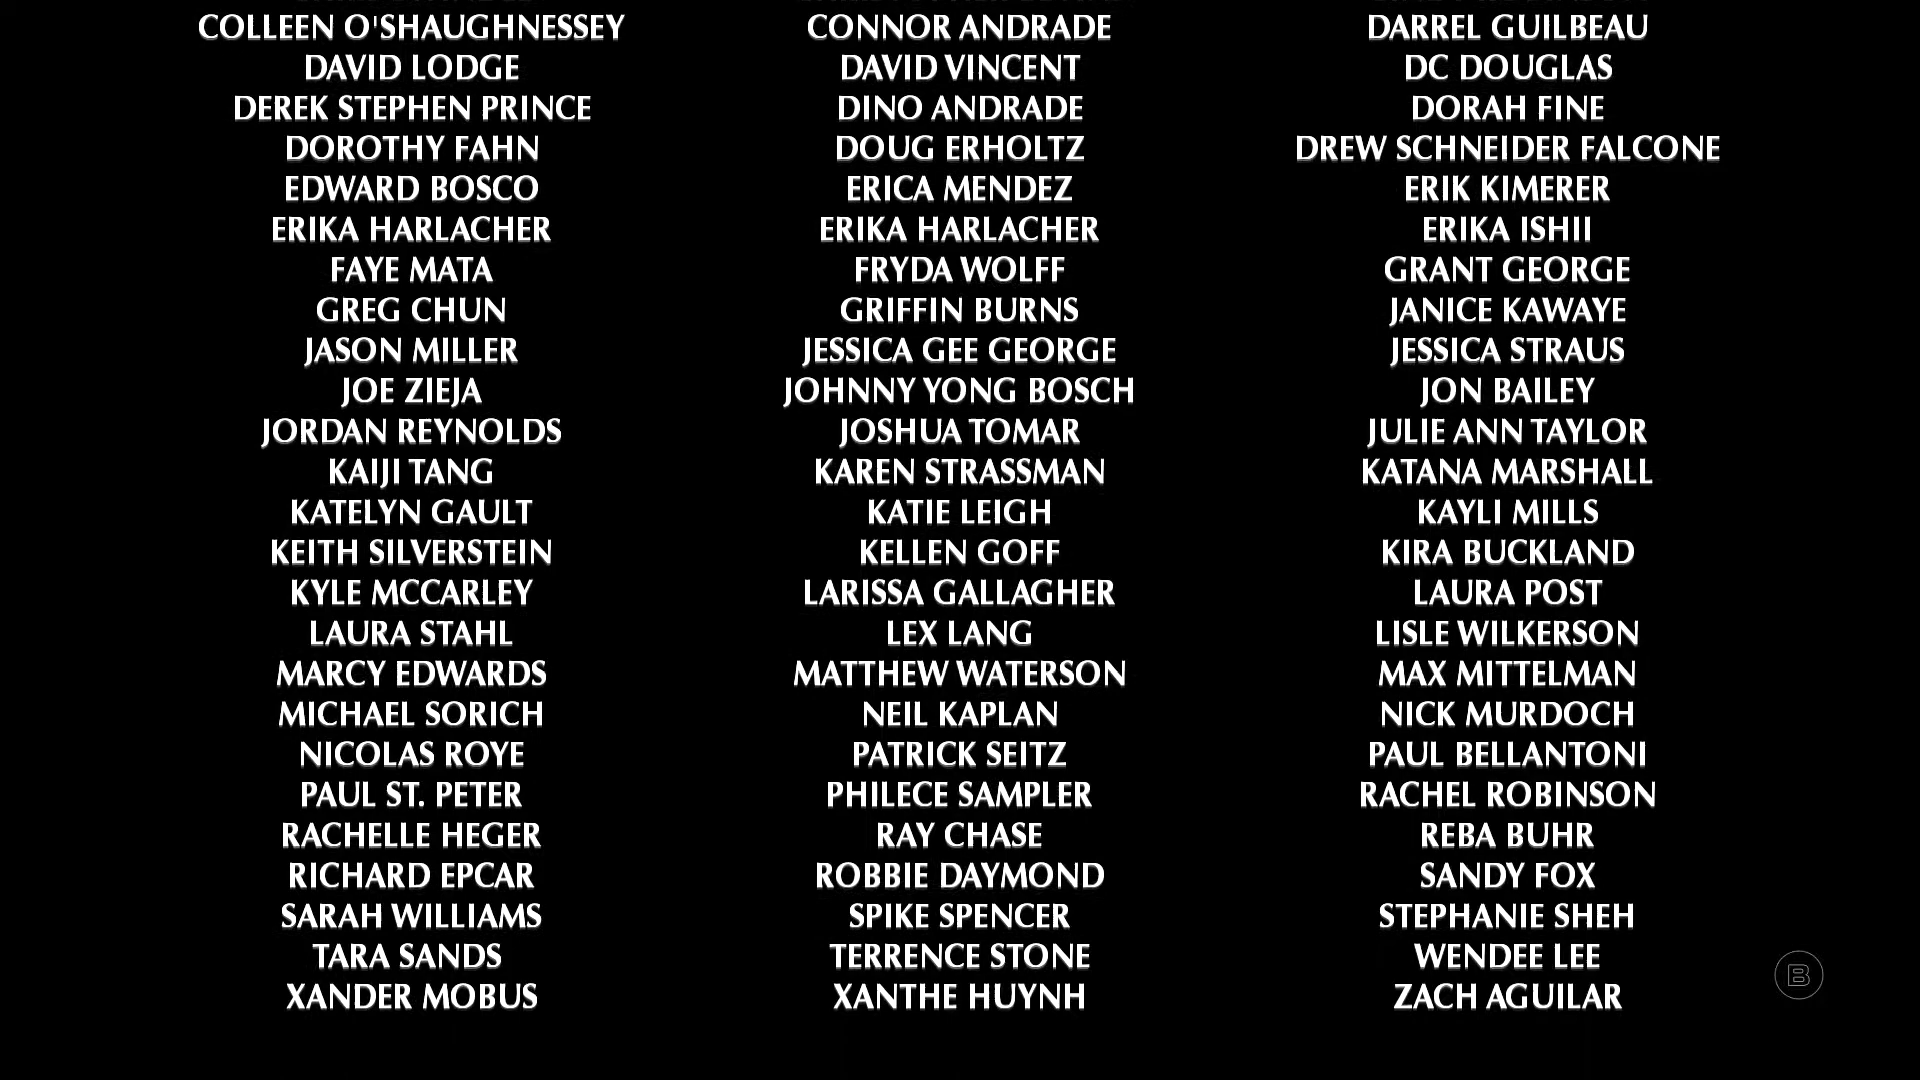 COLLEEN O'SHAUGHNESSEY CONNOR ANDRADE DARREL GUILBEAU
DAVID LODGE DAVID VINCENT DC DOUGLAS
DEREK STEPHEN PRINCE DINO ANDRADE DORAH FINE
DOROTHY FAHN DOUG ERHOLTZ DREW SCHNEIDER FALCONE
EDWARD BOSCO ERICA MENDEZ ERIK KIMERER
ERIKA HARLACHER ERIKA HARLACHER ERIKA ISHII
FAYE MATA FRYDA WOLFF GRANT GEORGE
GREG CHUN GRIFFIN BURNS JANICE KAWAYE
JASON MILLER JESSICA GEE GEORGE JESSICA STRAUS
JOE ZIEJA JOHNNY YONG BOSCH JON BAILEY
JORDAN REYNOLDS JOSHUA TOMAR JULIE ANN TAYLOR
KAIJI TANG KAREN STRASSMAN KATANA MARSHALL
KATELYN GAULT KATIE LEIGH KAYLI MILLS
KEITH SILVERSTEIN KELLEN GOFF KIRA BUCKLAND
KYLE MCCARLEY LARISSA GALLAGHER LAURA POST
LAURA STAHL LEX LANG LISLE WILKERSON
MARCY EDWARDS MATTHEW WATERSON MAX MITTELMAN
MICHAEL SORICH NEIL KAPLAN NICK MURDOCH
NICOLAS ROYE PATRICK SEITZ PAUL BELLANTONI
PAUL ST. PETER PHILECE SAMPLER RACHEL ROBINSON
RACHELLE HEGER RAY CHASE REBA BUHR
RICHARD EPCAR ROBBIE DAYMOND SANDY FOX
SARAH WILLIAMS SPIKE SPENCER STEPHANIE SHEH
TARA SANDS TERRENCE STONE WENDEE LEE
XANDER MOBUS XANTHE HUYNH ZACH AGUILAR
B